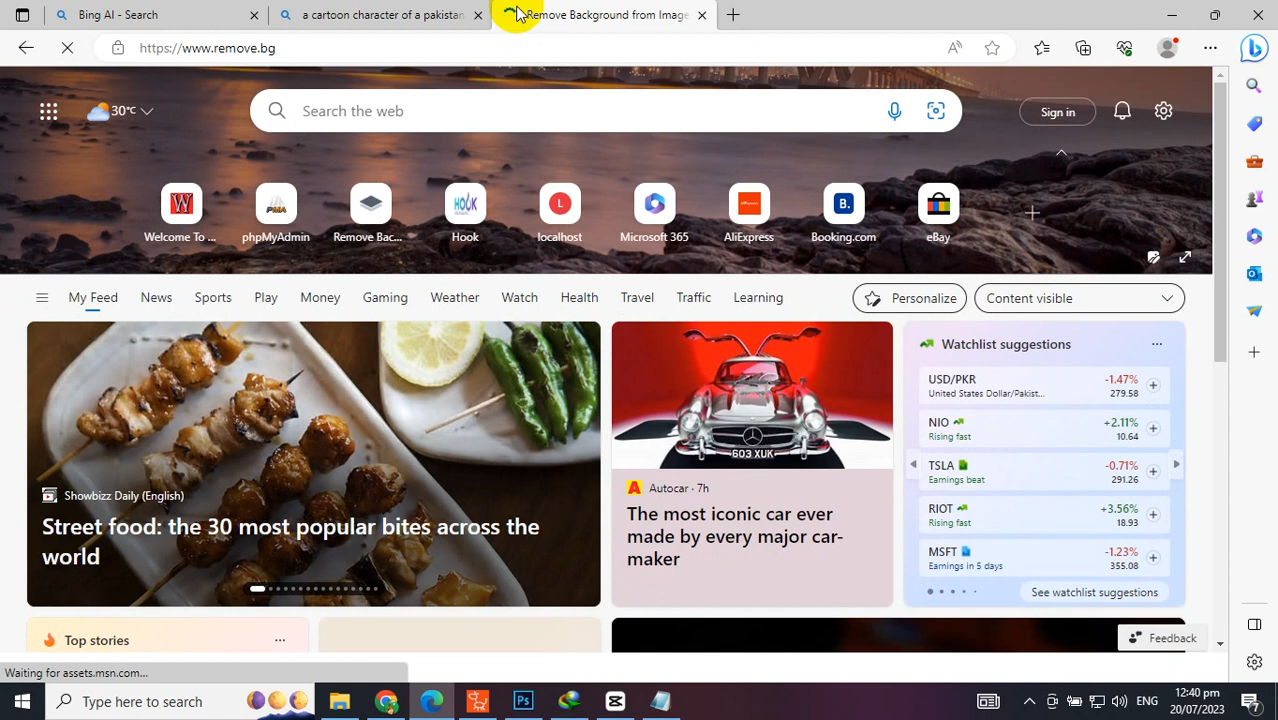 Bing AI - Search
a cartoon character of a pakistan
Remove Background from Image
https://www.remove.bg
30°C
Search the web
Sign in
Welcome To ...
phpMyAdmin
Remove Bac...
Hook
localhost
Microsoft 365
AliExpress
Booking.com
eBay
My Feed
News
Sports
Play
Money
Gaming
Weather
Watch
Health
Travel
Traffic
Learning
Personalize
Content visible
Showbizz Daily (English)
Street food: the 30 most popular bites across the
world
603 XUK
Autocar · 7h
The most iconic car ever
made by every major car-
maker
Watchlist suggestions
USD/PKR -1.47%
United States Dollar/Pakist... 279.58
NIO +2.11%
Rising fast 10.64
TSLA -0.71%
Earnings beat 291.26
RIOT +3.56%
Rising fast 18.93
MSFT -1.23%
Earnings in 5 days 355.08
See watchlist suggestions
Top stories
Feedback
Waiting for assets.msn.com...
Type here to search
ENG
12:40 pm
20/07/2023
7